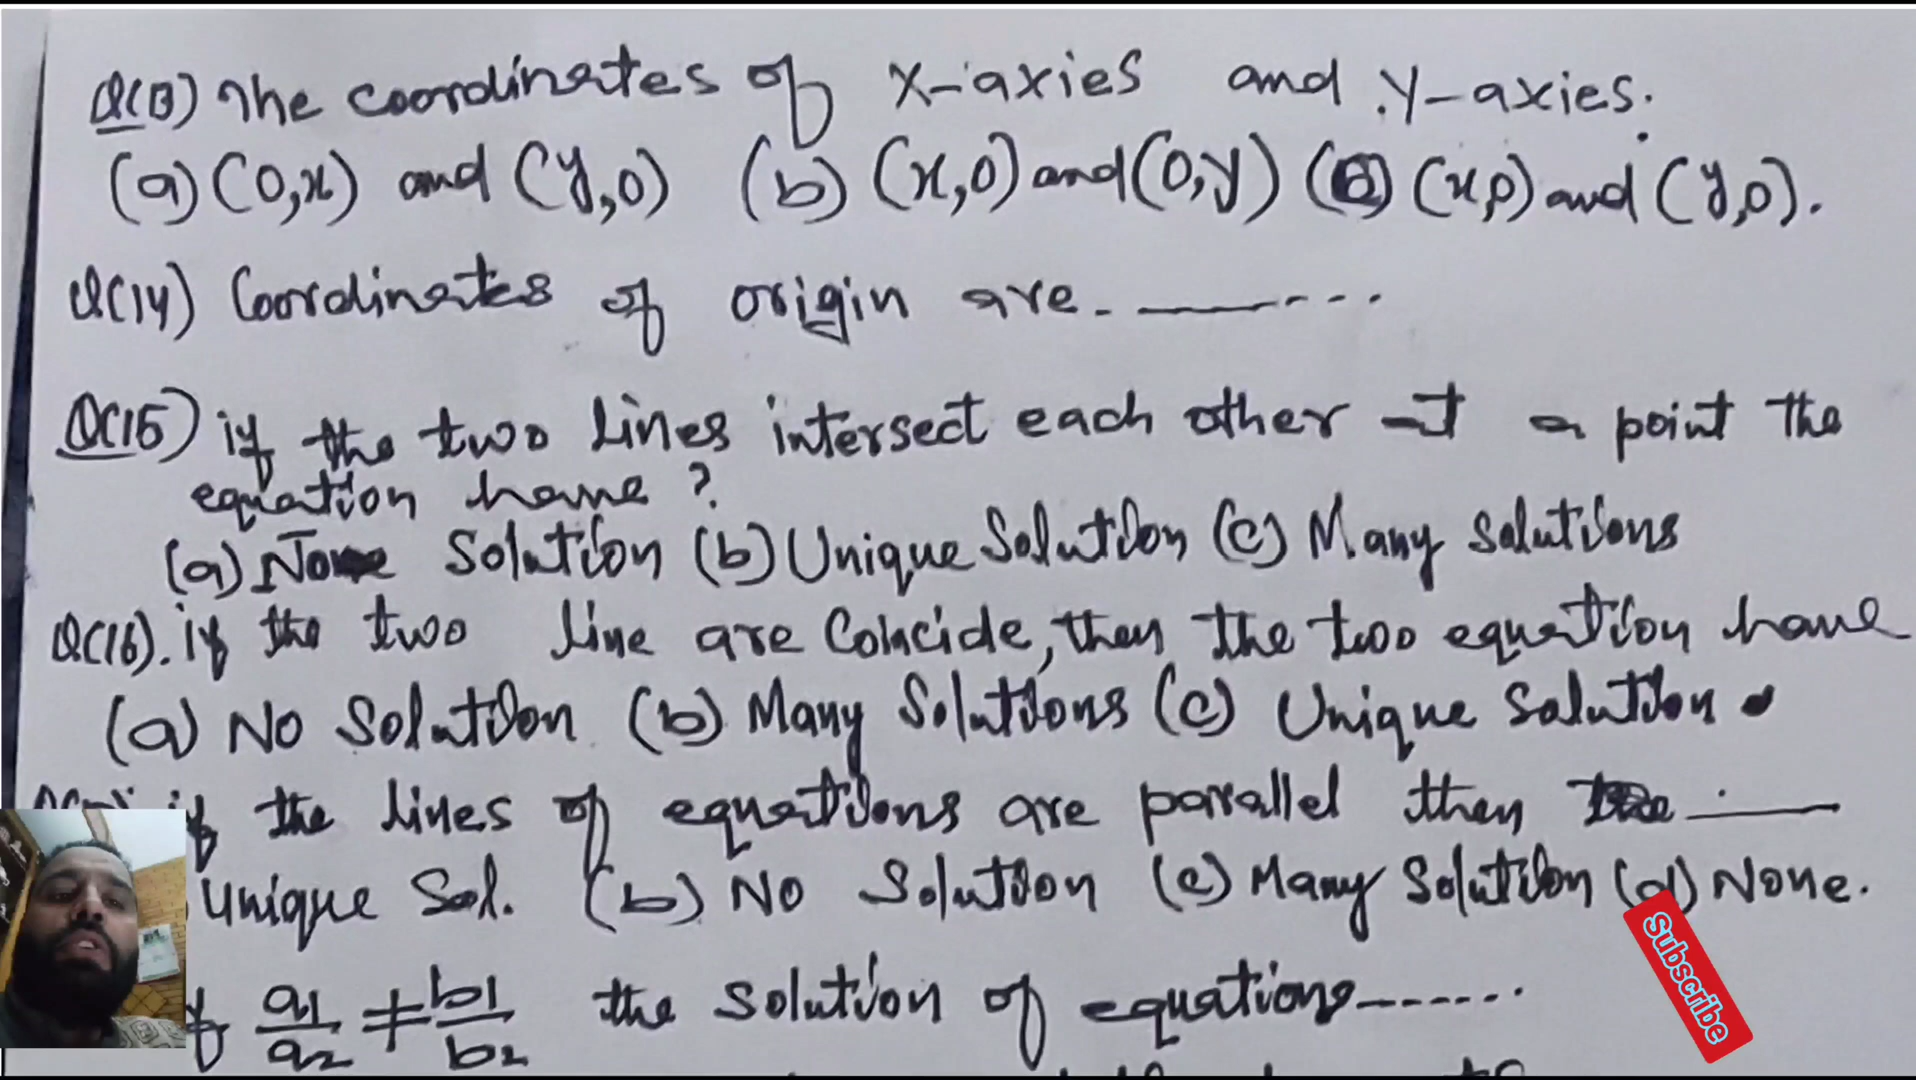 Q(13) The coordinates of X-axies and Y-axies.
(a) (0,x) and (y,0) (b) (x,0) and (0,y) (c) (x,0) and (y,0).
Q(14) Coordinates of origin are. ______---
Q(15) if the two lines intersect each other at a point the
equation have ?
(a) None Solution (b) Unique Solution (c) Many Solutions
Q(16). if the two line are Coincide, then the two equation have
(a) No Solution (b) Many Solutions (c) Unique Solution.
if the lines of equations are parallel then the ______
Unique Sol. (b) No Solution (c) Many Solution (d) None.
Subscribe
if a1/a2 ≠ b1/b2 the solution of equations------